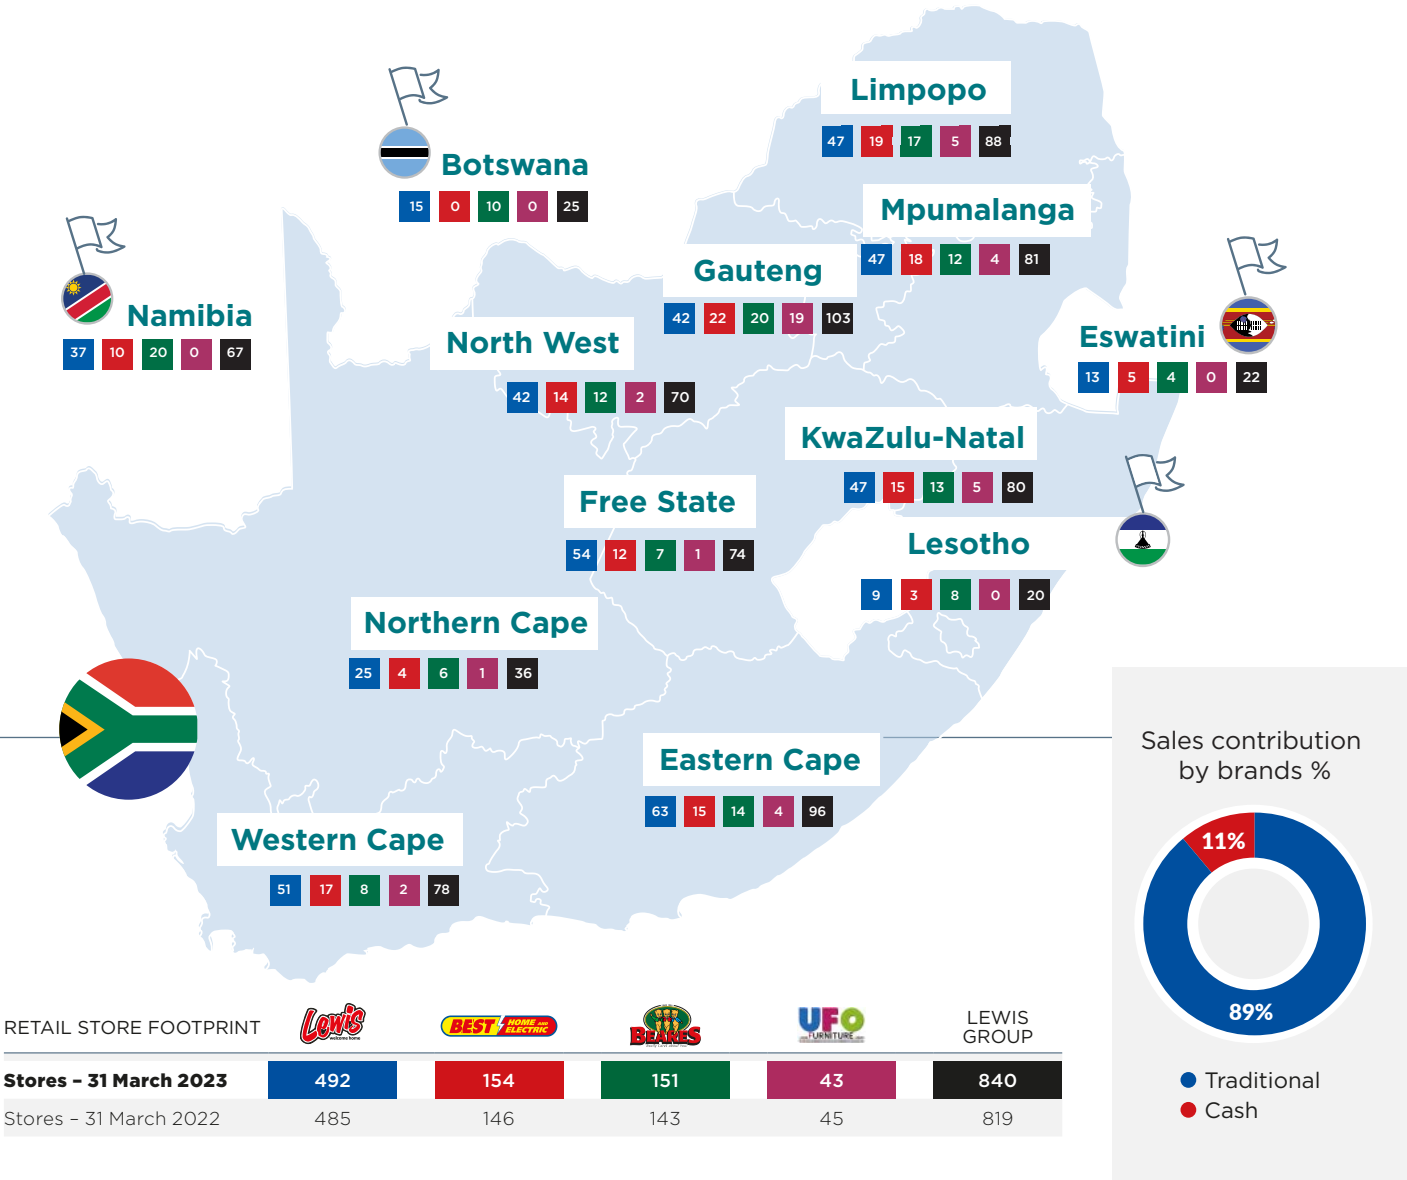 Limpopo
47 19 17 5 88
Botswana
15 0 10 0 25
Mpumalanga
47 18 12 4 81
Gauteng
42 22 20 19 103
Namibia
37 10 20 0 67
North West
42 14 12 2 70
Eswatini
13 5 4 0 22
KwaZulu-Natal
47 15 13 5 80
Free State
54 12 7 1 74
Lesotho
9 3 8 0 20
Northern Cape
25 4 6 1 36
Eastern Cape
63 15 14 4 96
Western Cape
51 17 8 2 78
Sales contribution
by brands %
11%
89%
Traditional
Cash
RETAIL STORE FOOTPRINT
Lewis
welcome home
BEST HOME AND
ELECTRIC
BEARES
UFO
FURNITURE
LEWIS
GROUP
Stores – 31 March 2023 492 154 151 43 840
Stores – 31 March 2022 485 146 143 45 819